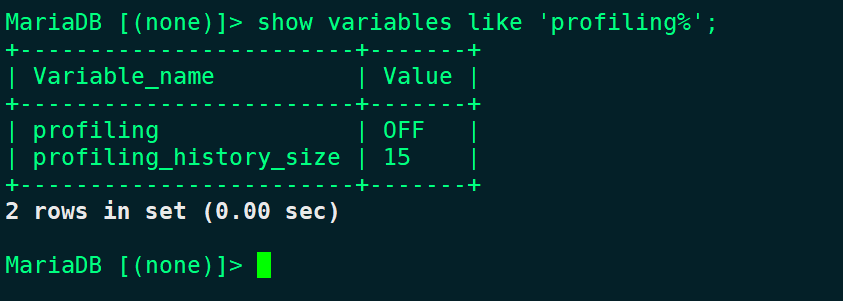 MariaDB [(none)]> show variables like 'profiling%';
+------------------------+-------+
| Variable_name          | Value |
+------------------------+-------+
| profiling              | OFF   |
| profiling_history_size | 15    |
+------------------------+-------+
2 rows in set (0.00 sec)
MariaDB [(none)]>